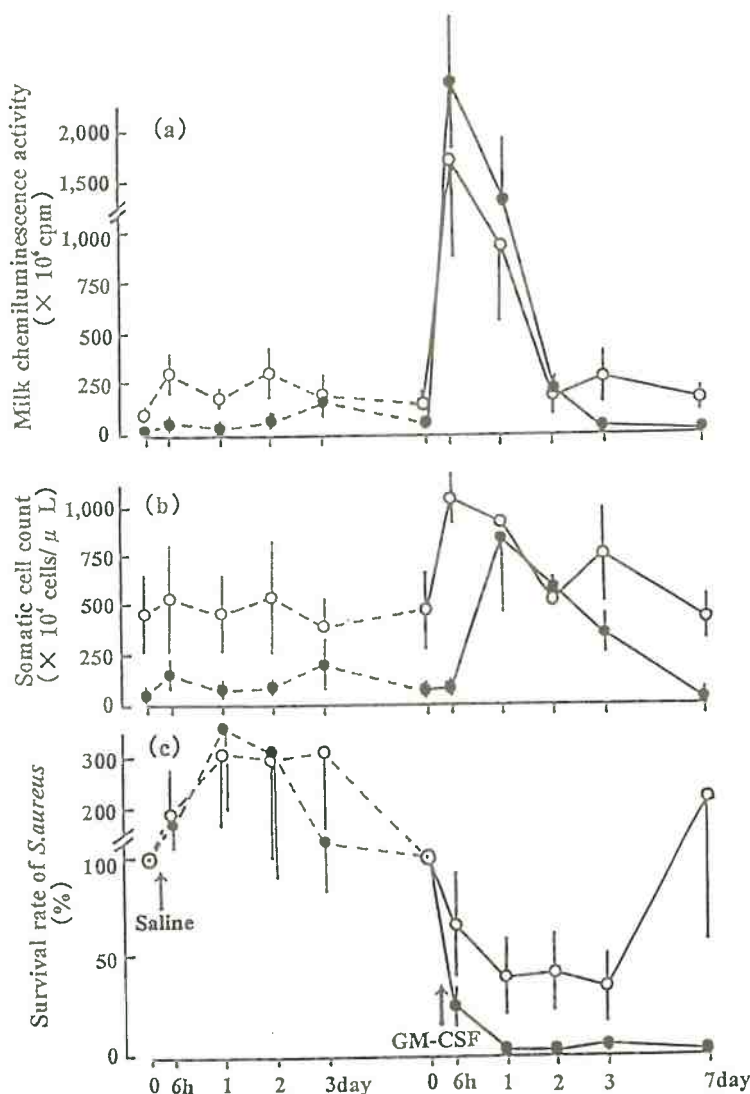 Milk chemiluminescence activity
(× 10⁶cpm)
(a)
2,000
1,500
1,000
750
500
250
0
Somatic cell count
(× 10⁴ cells/μ L)
(b)
1,000
750
500
250
0
Survival rate of S.aureus
(%)
(c)
300
200
100
50
0
Saline
GM-CSF
0 6h 1 2 3day 0 6h 1 2 3 7day